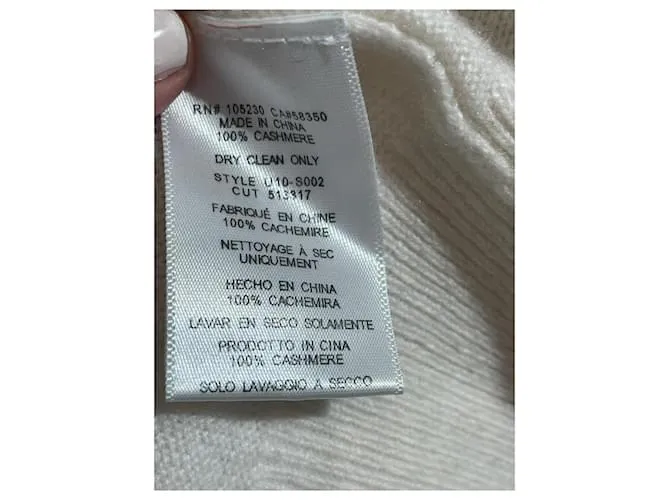 RN# 105230 CA#58350
MADE IN CHINA
100% CASHMERE
DRY CLEAN ONLY
STYLE U10-S002
CUT 513317
FABRIQUÉ EN CHINE
100% CACHEMIRE
NETTOYAGE À SEC
UNIQUEMENT
HECHO EN CHINA
100% CACHEMIRA
LAVAR EN SECO SOLAMENTE
PRODOTTO IN CINA
100% CASHMERE
SOLO LAVAGGIO A SECCO